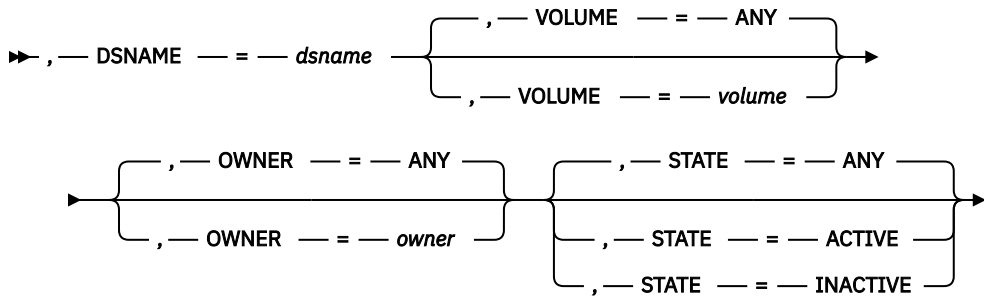 , VOLUME = ANY
, DSNAME = dsname
, VOLUME = volume
, OWNER = ANY , STATE = ANY
, OWNER = owner , STATE = ACTIVE
, STATE = INACTIVE